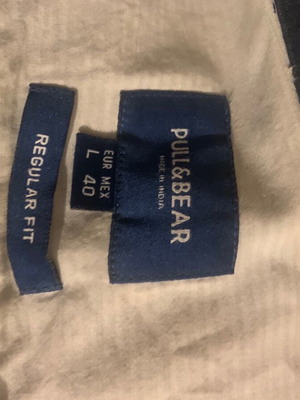 PULL&BEAR
MADE IN INDIA
EUR MEX
L 40
REGULAR FIT